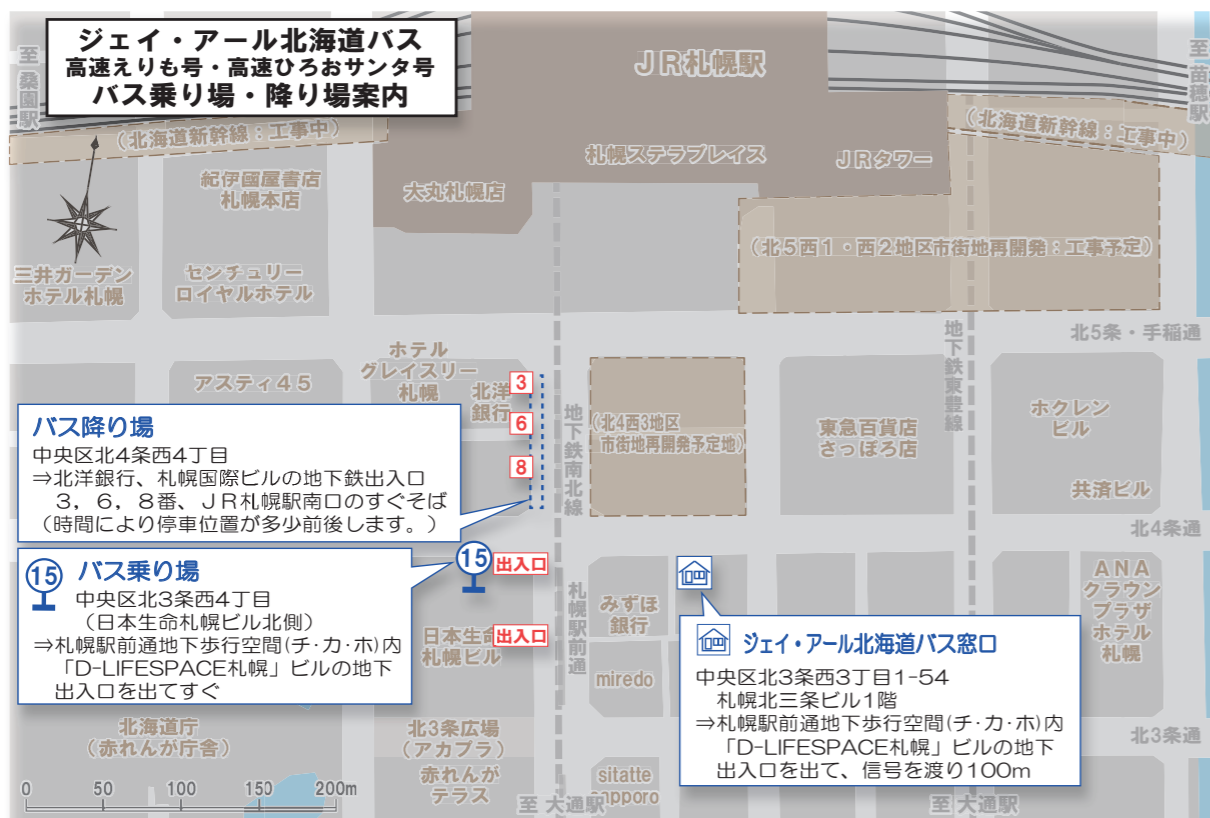 ジェイ・アール北海道バス
高速えりも号・高速ひろおサンタ号
バス乗り場・降り場案内
至 桑園駅
JR札幌駅
至 苗穂駅
(北海道新幹線：工事中)
(北海道新幹線：工事中)
札幌ステラプレイス
JRタワー
紀伊國屋書店
札幌本店
大丸札幌店
(北5西1・西2地区市街地再開発：工事予定)
三井ガーデン
ホテル札幌
センチュリー
ロイヤルホテル
北5条・手稲通
地下鉄東豊線
アスティ45
ホテル
グレイスリー
札幌
北洋
銀行
3
6
8
地下鉄南北線
(北4西3地区
市街地再開発予定地)
東急百貨店
さっぽろ店
ホクレン
ビル
共済ビル
北4条通
バス降り場
中央区北4条西4丁目
⇒北洋銀行、札幌国際ビルの地下鉄出入口
3，6，8番、JR札幌駅南口のすぐそば
（時間により停車位置が多少前後します。）
15 バス乗り場
中央区北3条西4丁目
（日本生命札幌ビル北側）
⇒札幌駅前通地下歩行空間(チ・カ・ホ)内
「D-LIFESPACE札幌」ビルの地下
出入口を出てすぐ
15
出入口
日本生命
札幌ビル
出入口
札幌駅前通
みずほ
銀行
miredo
ANA
クラウン
プラザ
ホテル
札幌
ジェイ・アール北海道バス窓口
中央区北3条西3丁目1-54
札幌北三条ビル1階
⇒札幌駅前通地下歩行空間(チ・カ・ホ)内
「D-LIFESPACE札幌」ビルの地下
出入口を出て、信号を渡り100m
北海道庁
(赤れんが庁舎)
北3条広場
(アカプラ)
赤れんが
テラス
北3条通
sitatte
sapporo
至 大通駅
至 大通駅
0 50 100 150 200m